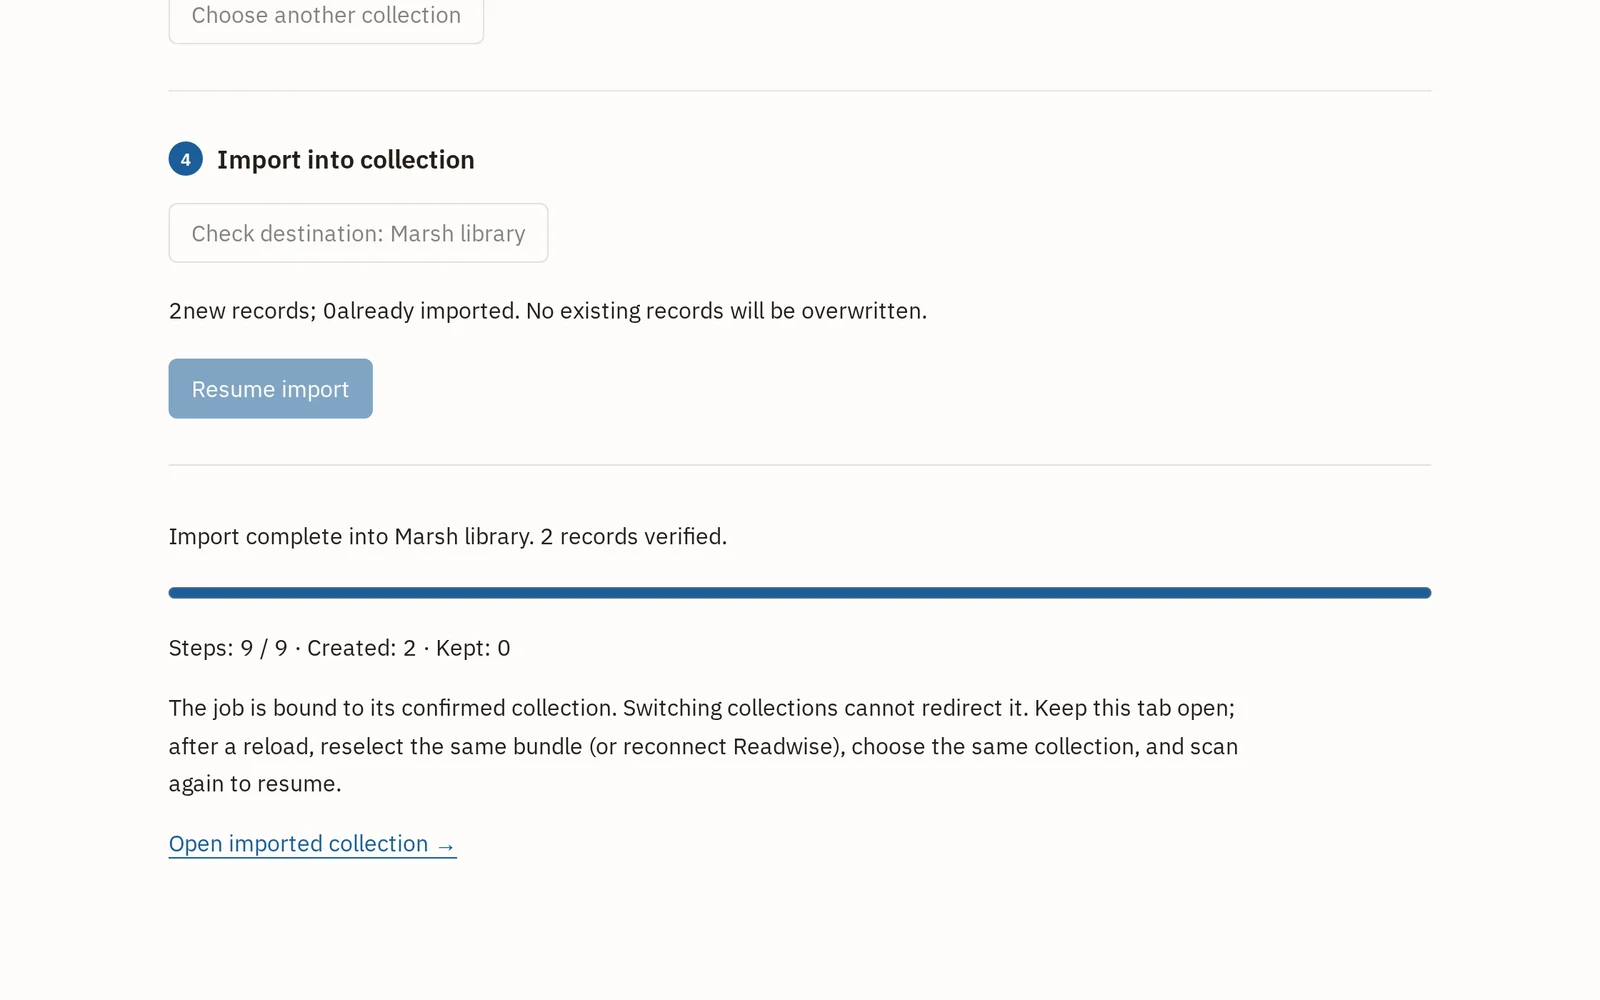 Choose another collection
4 Import into collection
Check destination: Marsh library
2new records; 0already imported. No existing records will be overwritten.
Resume import
Import complete into Marsh library. 2 records verified.
Steps: 9 / 9 · Created: 2 · Kept: 0
The job is bound to its confirmed collection. Switching collections cannot redirect it. Keep this tab open;
after a reload, reselect the same bundle (or reconnect Readwise), choose the same collection, and scan
again to resume.
Open imported collection →